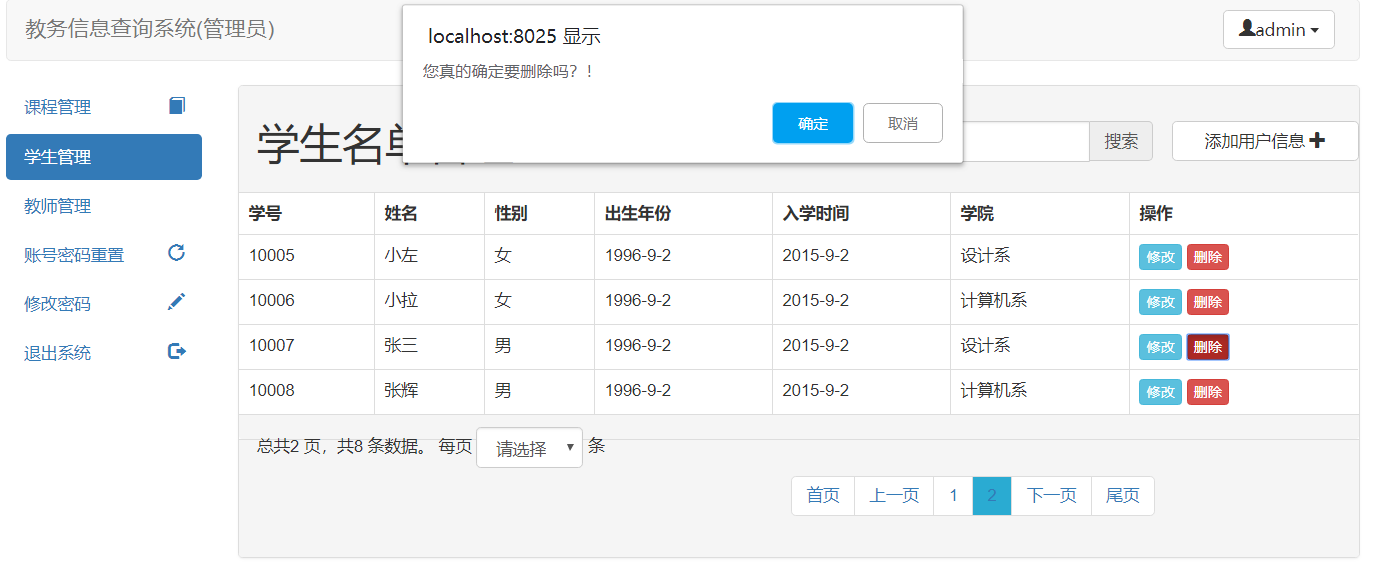 教务信息查询系统(管理员)
localhost:8025 显示
您真的确定要删除吗？！
确定
取消
admin
课程管理
学生管理
教师管理
账号密码重置
修改密码
退出系统
学生名单
搜索
添加用户信息
学号 姓名 性别 出生年份 入学时间 学院 操作
10005 小左 女 1996-9-2 2015-9-2 设计系 修改 删除
10006 小拉 女 1996-9-2 2015-9-2 计算机系 修改 删除
10007 张三 男 1996-9-2 2015-9-2 设计系 修改 删除
10008 张辉 男 1996-9-2 2015-9-2 计算机系 修改 删除
总共2 页，共8 条数据。 每页 请选择 条
首页 上一页 1 2 下一页 尾页